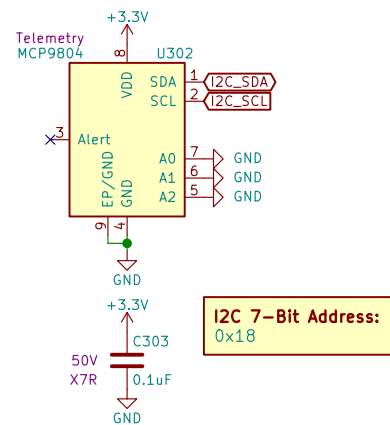 +3.3V
Telemetry
MCP9804
U302
8
VDD
SDA 1 I2C_SDA
SCL 2 I2C_SCL
3 Alert
A0 7 GND
A1 6 GND
A2 5 GND
EP/GND
GND
9 4
GND
+3.3V
I2C 7-Bit Address:
0x18
C303
50V
X7R 0.1uF
GND